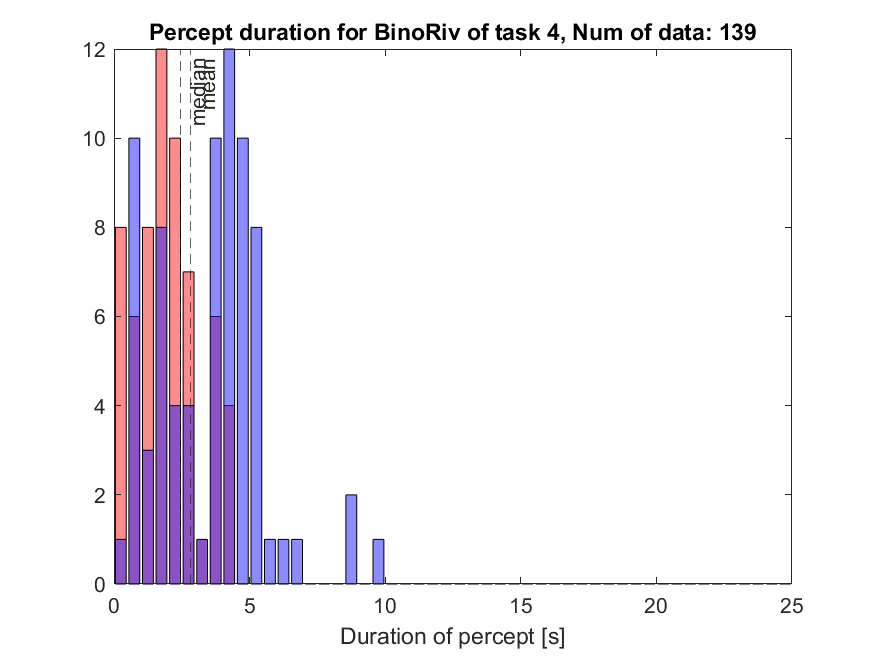 Percept duration for BinoRiv of task 4, Num of data: 139
12
10
8
6
4
2
0
median
mean
0 5 10 15 20 25
Duration of percept [s]